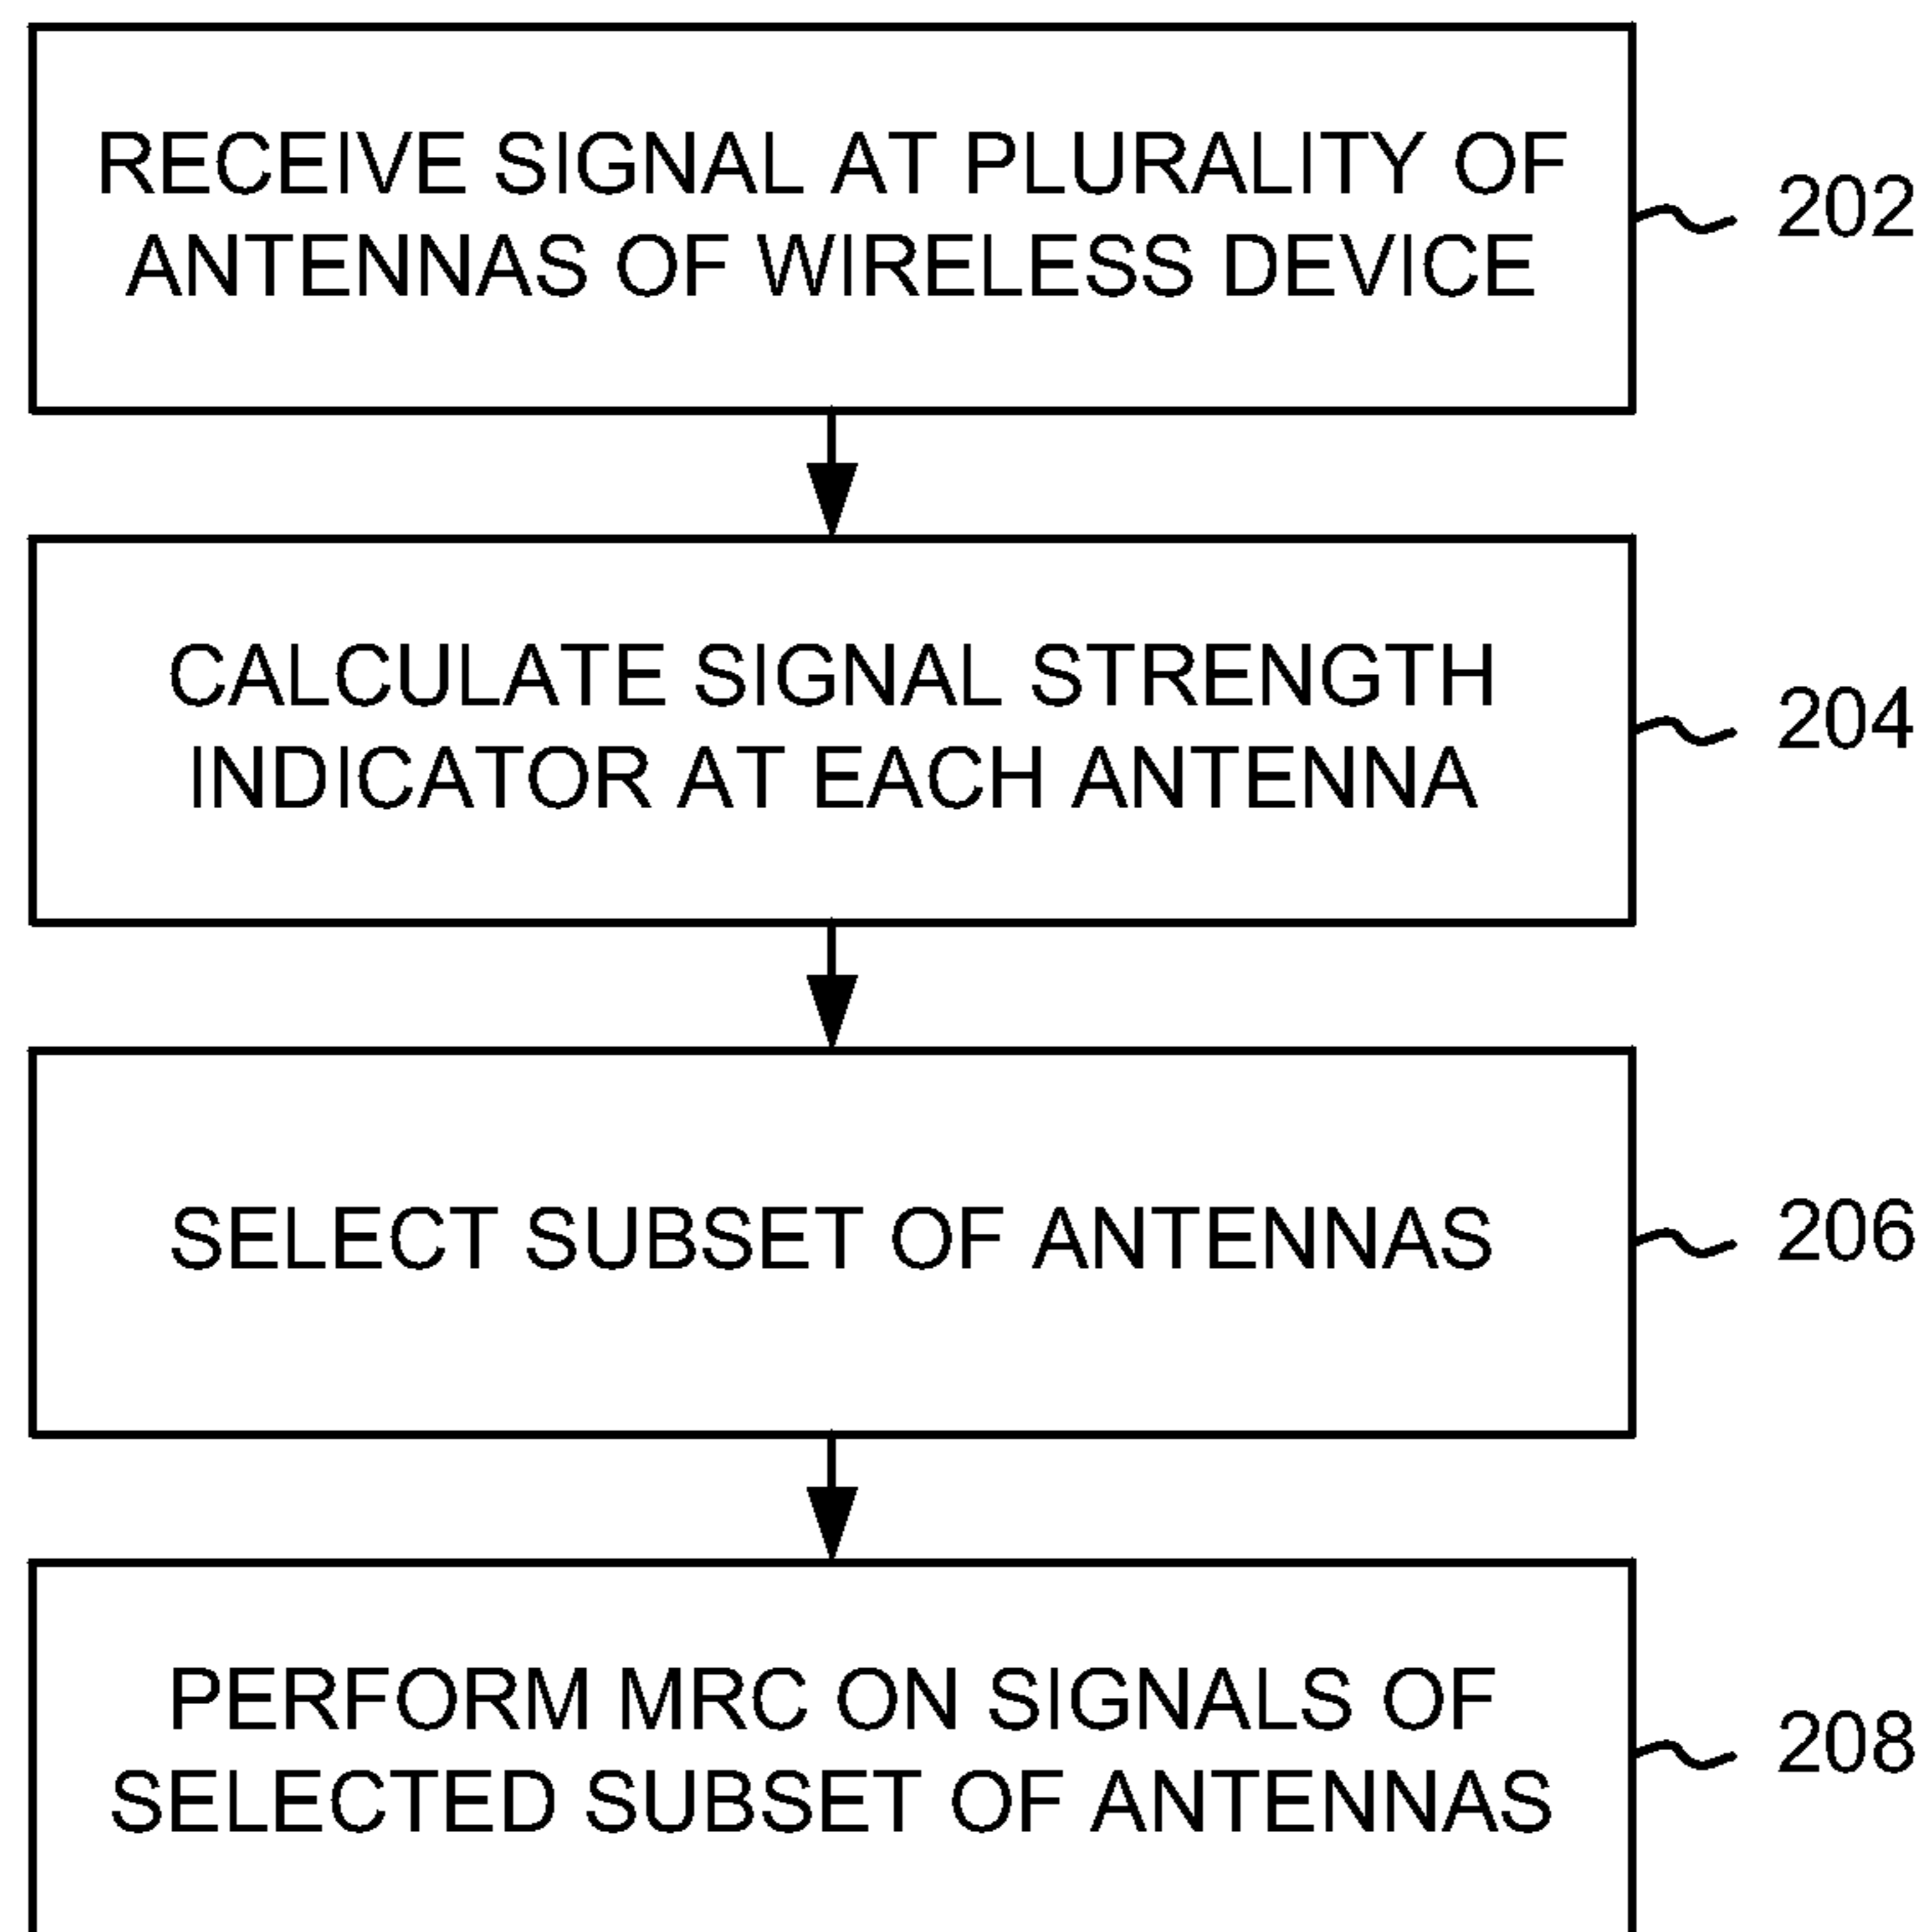 RECEIVE SIGNAL AT PLURALITY OF
ANTENNAS OF WIRELESS DEVICE
202
CALCULATE SIGNAL STRENGTH
INDICATOR AT EACH ANTENNA
204
SELECT SUBSET OF ANTENNAS
206
PERFORM MRC ON SIGNALS OF
SELECTED SUBSET OF ANTENNAS
208